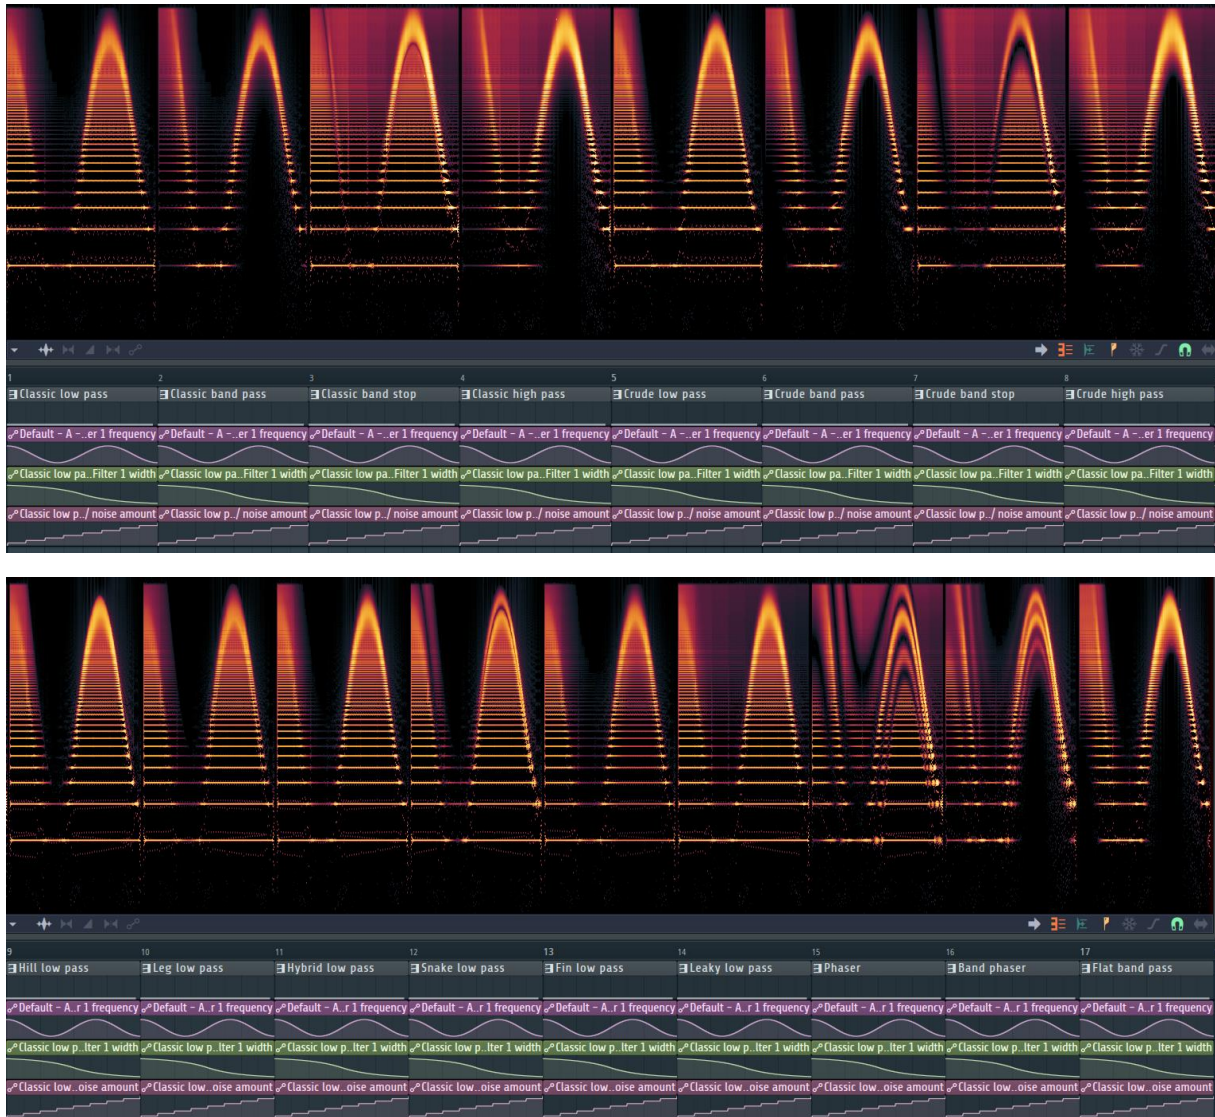 1 2 3 4 5 6 7 8
Classic low pass Classic band pass Classic band stop Classic high pass Crude low pass Crude band pass Crude band stop Crude high pass
Default - A -..er 1 frequency Default - A -..er 1 frequency Default - A -..er 1 frequency Default - A -..er 1 frequency Default - A -..er 1 frequency Default - A -..er 1 frequency Default - A -..er 1 frequency Default - A -..er 1 frequency
Classic low pa..Filter 1 width Classic low pa..Filter 1 width Classic low pa..Filter 1 width Classic low pa..Filter 1 width Classic low pa..Filter 1 width Classic low pa..Filter 1 width Classic low pa..Filter 1 width Classic low pa..Filter 1 width
Classic low p../ noise amount Classic low p../ noise amount Classic low p../ noise amount Classic low p../ noise amount Classic low p../ noise amount Classic low p../ noise amount Classic low p../ noise amount Classic low p../ noise amount
9 10 11 12 13 14 15 16 17
Hill low pass Leg low pass Hybrid low pass Snake low pass Fin low pass Leaky low pass Phaser Band phaser Flat band pass
Default - A..r 1 frequency Default - A..r 1 frequency Default - A..r 1 frequency Default - A..r 1 frequency Default - A..r 1 frequency Default - A..r 1 frequency Default - A..r 1 frequency Default - A..r 1 frequency Default - A..r 1 frequency
Classic low p..lter 1 width Classic low p..lter 1 width Classic low p..lter 1 width Classic low p..lter 1 width Classic low p..lter 1 width Classic low p..lter 1 width Classic low p..lter 1 width Classic low p..lter 1 width Classic low p..lter 1 width
Classic low..oise amount Classic low..oise amount Classic low..oise amount Classic low..oise amount Classic low..oise amount Classic low..oise amount Classic low..oise amount Classic low..oise amount Classic low..oise amount